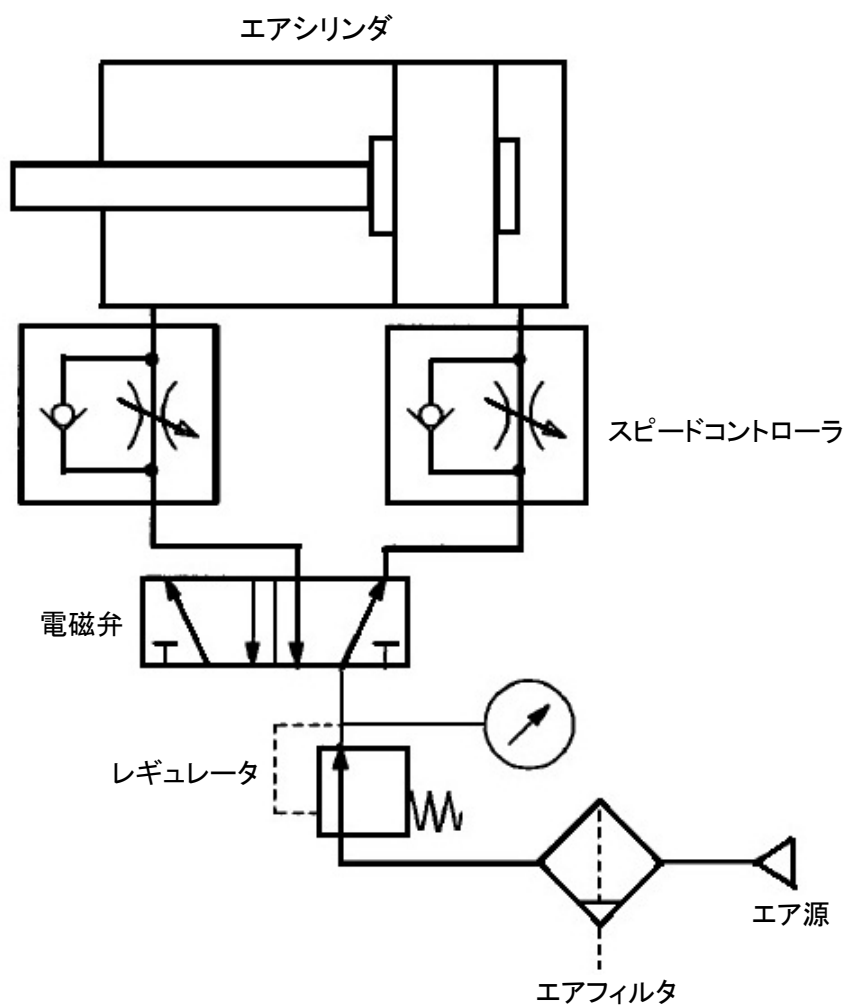 エアシリンダ
スピードコントローラ
電磁弁
レギュレータ
エア源
エアフィルタ